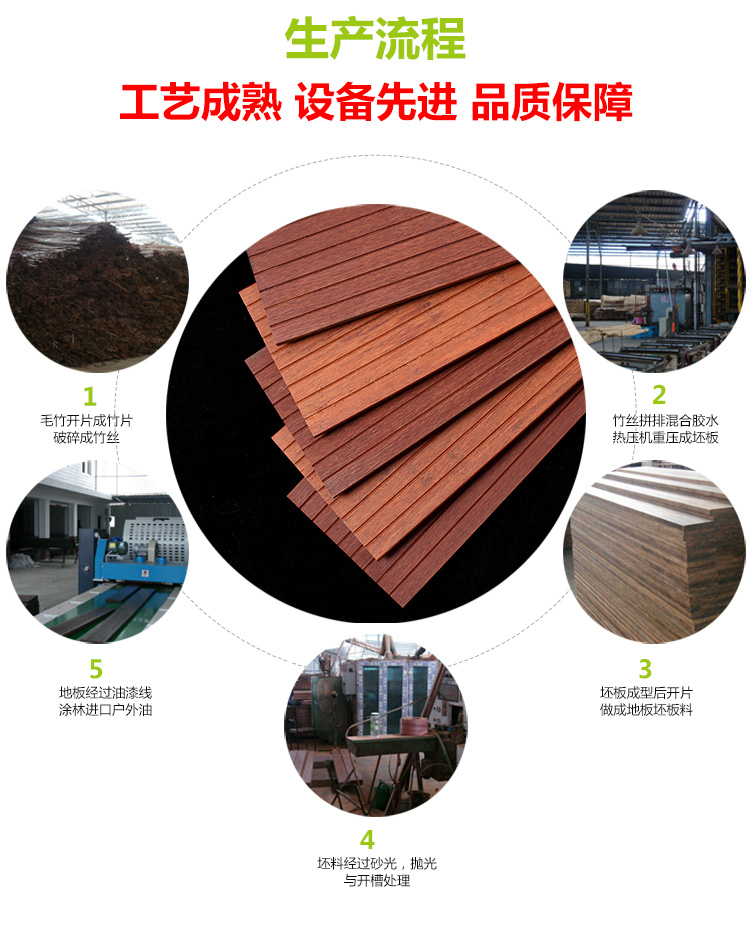 生产流程
工艺成熟 设备先进 品质保障
1
毛竹开片成竹片
破碎成竹丝
2
竹丝拼排混合胶水
热压机重压成坯板
3
坯板成型后开片
做成地板坯板料
4
坯料经过砂光，抛光
与开槽处理
5
地板经过油漆线
涂林进口户外油